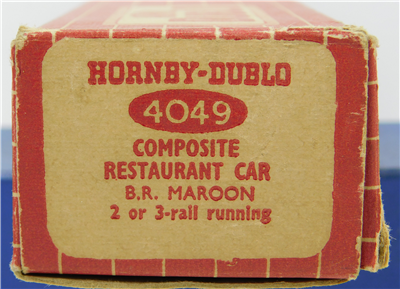 HORNBY-DUBLO
4049
COMPOSITE
RESTAURANT CAR
B.R. MAROON
2 or 3-rail running